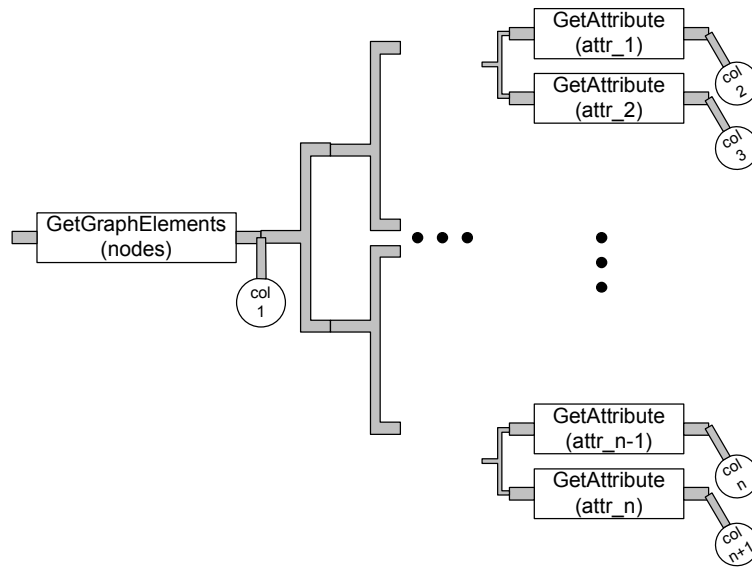 GetAttribute
(attr_1)
col
2
GetAttribute
(attr_2)
col
3
GetGraphElements
(nodes)
col
1
GetAttribute
(attr_n-1)
col
n
GetAttribute
(attr_n)
col
n+1